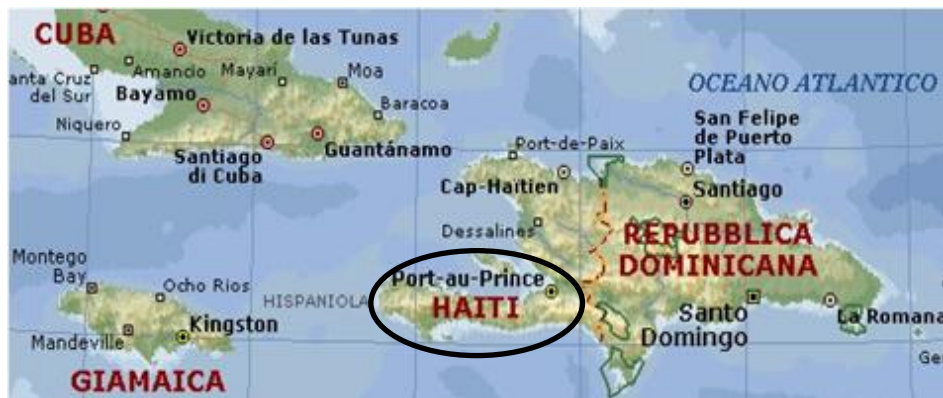 CUBA
Victoria de las Tunas
anta Cruz
del Sur
Amancio
Mayarí
Moa
OCEANO ATLANTICO
Bayamo
Baracoa
Niquero
Santiago
di Cuba
Guantánamo
San Felipe
de Puerto
Plata
Port-de-Paix
Cap-Haïtien
Santiago
Dessalines
REPUBBLICA
DOMINICANA
Montego
Bay
Ocho Rios
HISPANIOLA
Port-au-Prince
HAITI
Kingston
Mandeville
Santo
Domingo
La Romana
GIAMAICA
Ge